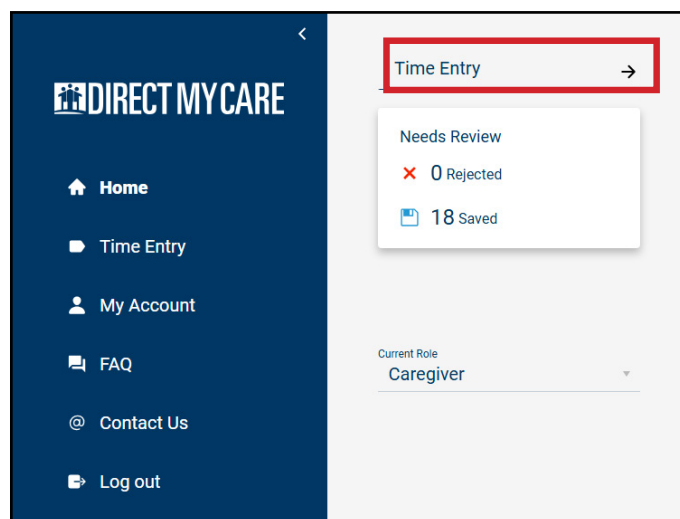 DIRECT MY CARE
Home
Time Entry
My Account
FAQ
@ Contact Us
Log out
Time Entry
Needs Review
0 Rejected
18 Saved
Current Role
Caregiver